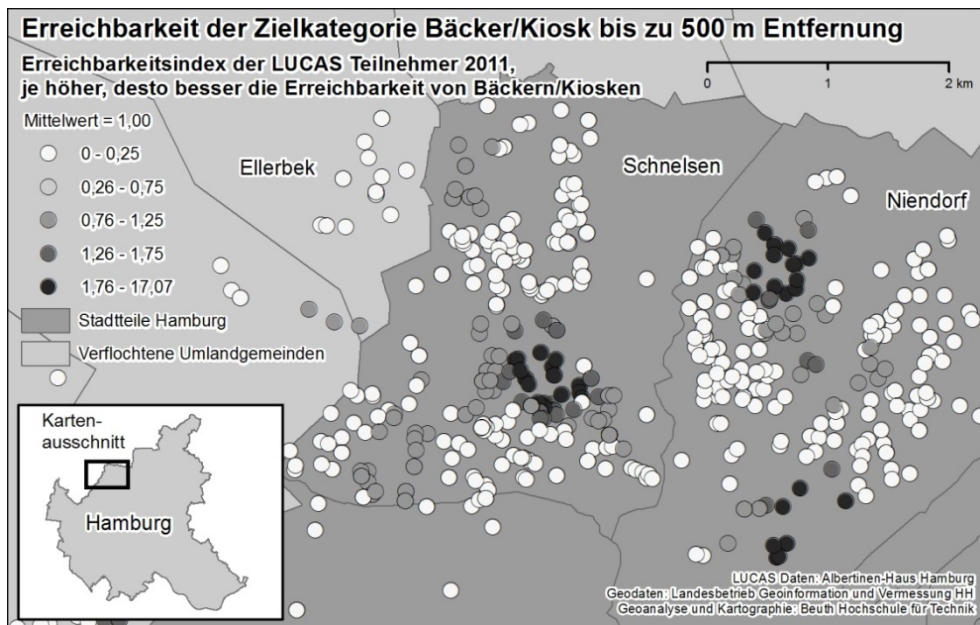 Erreichbarkeit der Zielkategorie Bäcker/Kiosk bis zu 500 m Entfernung
Erreichbarkeitsindex der LUCAS Teilnehmer 2011,
je höher, desto besser die Erreichbarkeit von Bäckern/Kiosken
0 1 2 km
Mittelwert = 1,00
0 - 0,25
0,26 - 0,75
0,76 - 1,25
1,26 - 1,75
1,76 - 17,07
Stadtteile Hamburg
Verflochtene Umlandgemeinden
Ellerbek
Schnelsen
Niendorf
Karten-
ausschnitt
Hamburg
LUCAS Daten: Albertinen-Haus Hamburg
Geodaten: Landesbetrieb Geoinformation und Vermessung HH
Geoanalyse und Kartographie: Beuth Hochschule für Technik